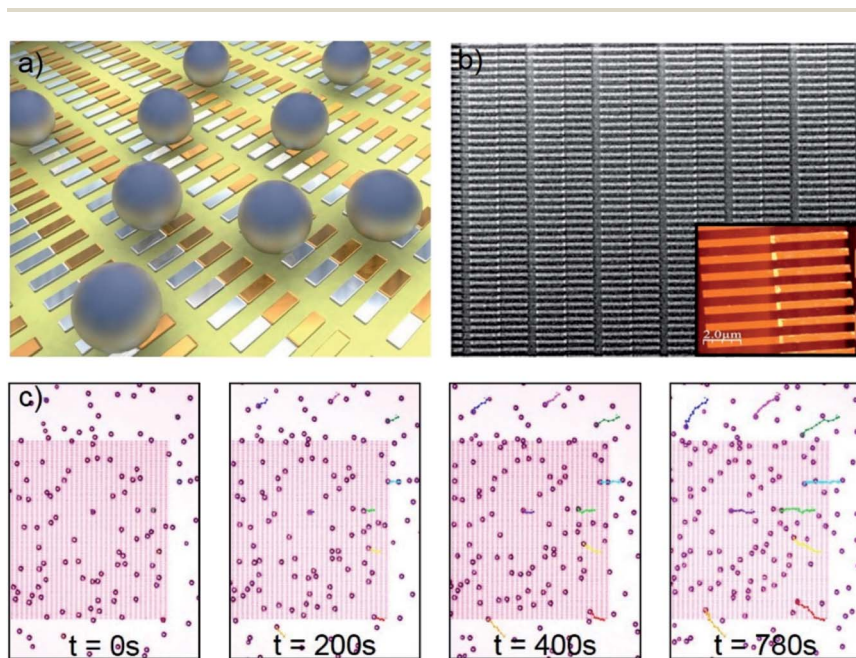 a)
b)
2.0μm
c)
t = 0s
t = 200s
t = 400s
t = 780s